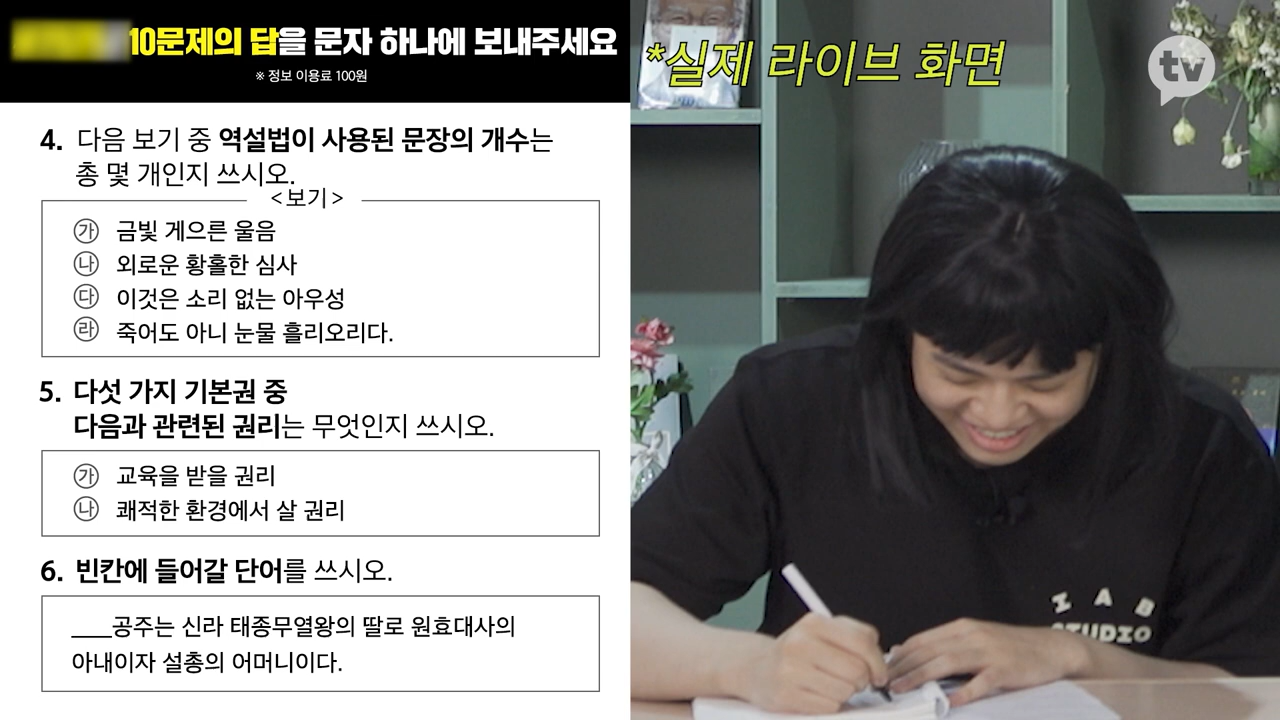 10문제의 답을 문자 하나에 보내주세요
※ 정보 이용료 100원
*실제 라이브 화면
tv
4. 다음 보기 중 역설법이 사용된 문장의 개수는
총 몇 개인지 쓰시오.
<보기>
㉮ 금빛 게으른 울음
㉯ 외로운 황홀한 심사
㉰ 이것은 소리 없는 아우성
㉱ 죽어도 아니 눈물 흘리오리다.
5. 다섯 가지 기본권 중
다음과 관련된 권리는 무엇인지 쓰시오.
㉮ 교육을 받을 권리
㉯ 쾌적한 환경에서 살 권리
6. 빈칸에 들어갈 단어를 쓰시오.
___공주는 신라 태종무열왕의 딸로 원효대사의
아내이자 설총의 어머니이다.
STUDIO